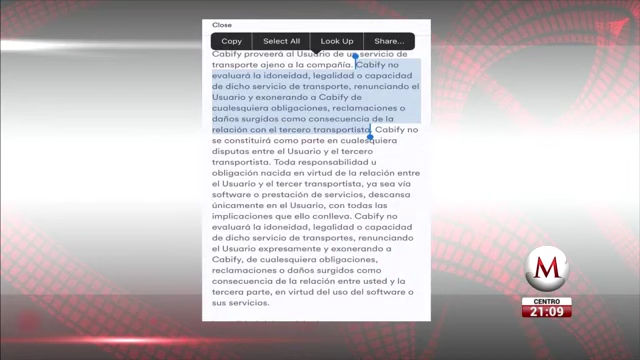 Close
Copy
Select All
Look Up
Share...
Cabify proveerá al Usuario de un servicio de
transporte ajeno a la compañía. Cabify no
evaluará la idoneidad, legalidad o capacidad
de dicho servicio de transporte, renunciando el
Usuario y exonerando a Cabify de
cualesquiera obligaciones, reclamaciones o
daños surgidos como consecuencia de la
relación con el tercero transportista. Cabify no
se constituirá como parte en cualesquiera
disputas entre el Usuario y el tercero
transportista. Toda responsabilidad u
obligación nacida en virtud de la relación entre
el Usuario y el tercer transportista, ya sea vía
software o prestación de servicios, descansa
únicamente en el Usuario, con todas las
implicaciones que ello conlleva. Cabify no
evaluará la idoneidad, legalidad o capacidad
de dicho servicio de transportes, renunciando
el Usuario expresamente y exonerando a
Cabify, de cualesquiera obligaciones,
reclamaciones o daños surgidos como
consecuencia de la relación entre usted y la
tercera parte, en virtud del uso del software o
sus servicios.
M
CENTRO
21:09